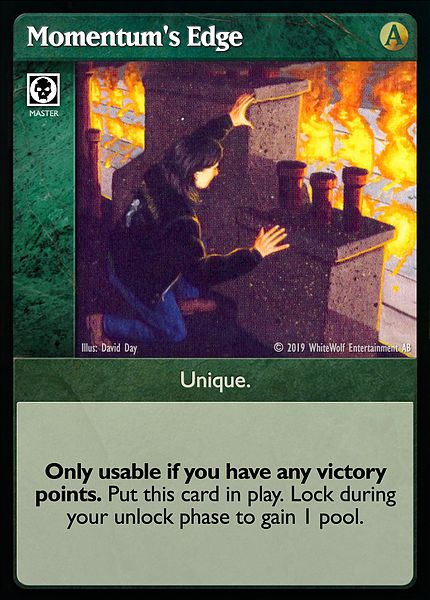 Momentum's Edge
A
MASTER
Illus: David Day
© 2019 WhiteWolf Entertainment AB
Unique.
Only usable if you have any victory
points. Put this card in play. Lock during
your unlock phase to gain 1 pool.